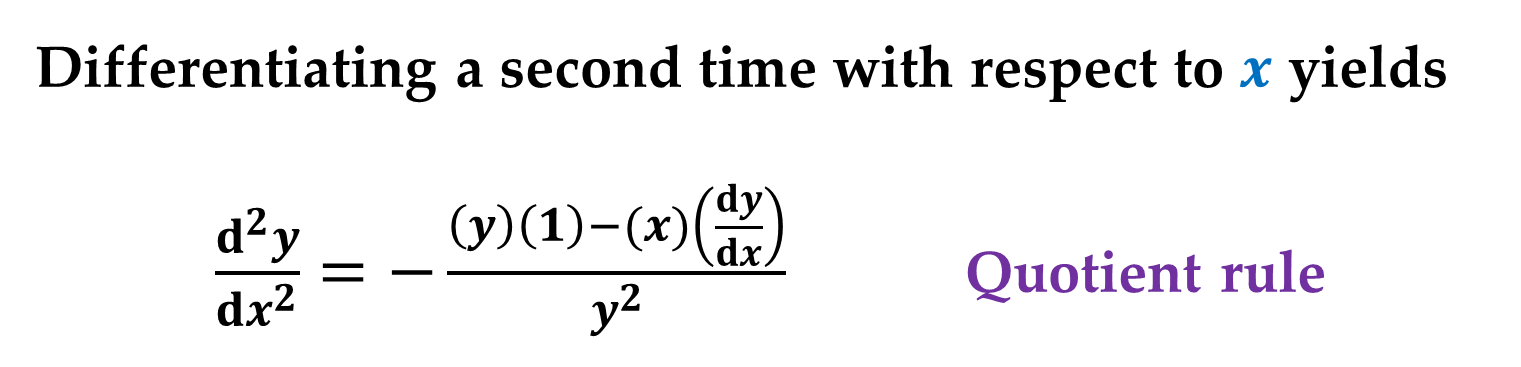 Differentiating a second time with respect to x yields
d²y/dx² = −((y)(1)−(x)(dy/dx))/y²
Quotient rule